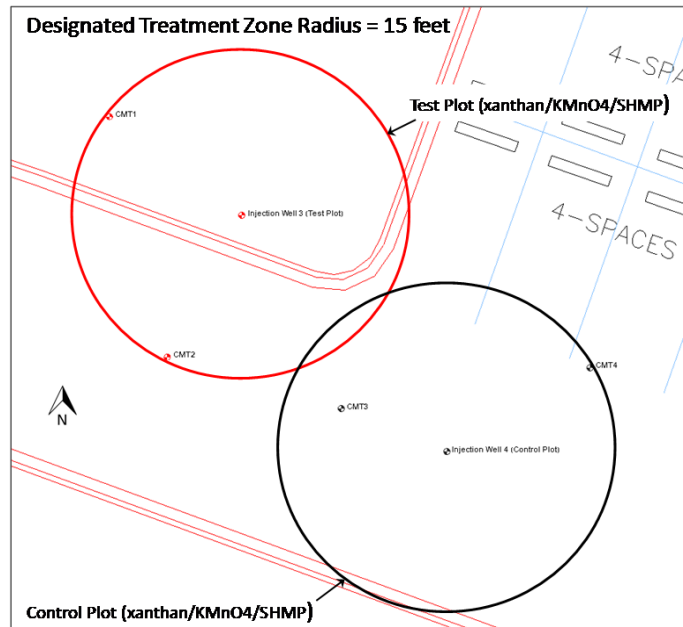 Designated Treatment Zone Radius = 15 feet
4-SPA
CMT1
Test Plot (xanthan/KMnO4/SHMP)
Injection Well 3 (Test Plot)
4-SPACES
CMT2
CMT4
CMT3
N
Injection Well 4 (Control Plot)
Control Plot (xanthan/KMnO4/SHMP)